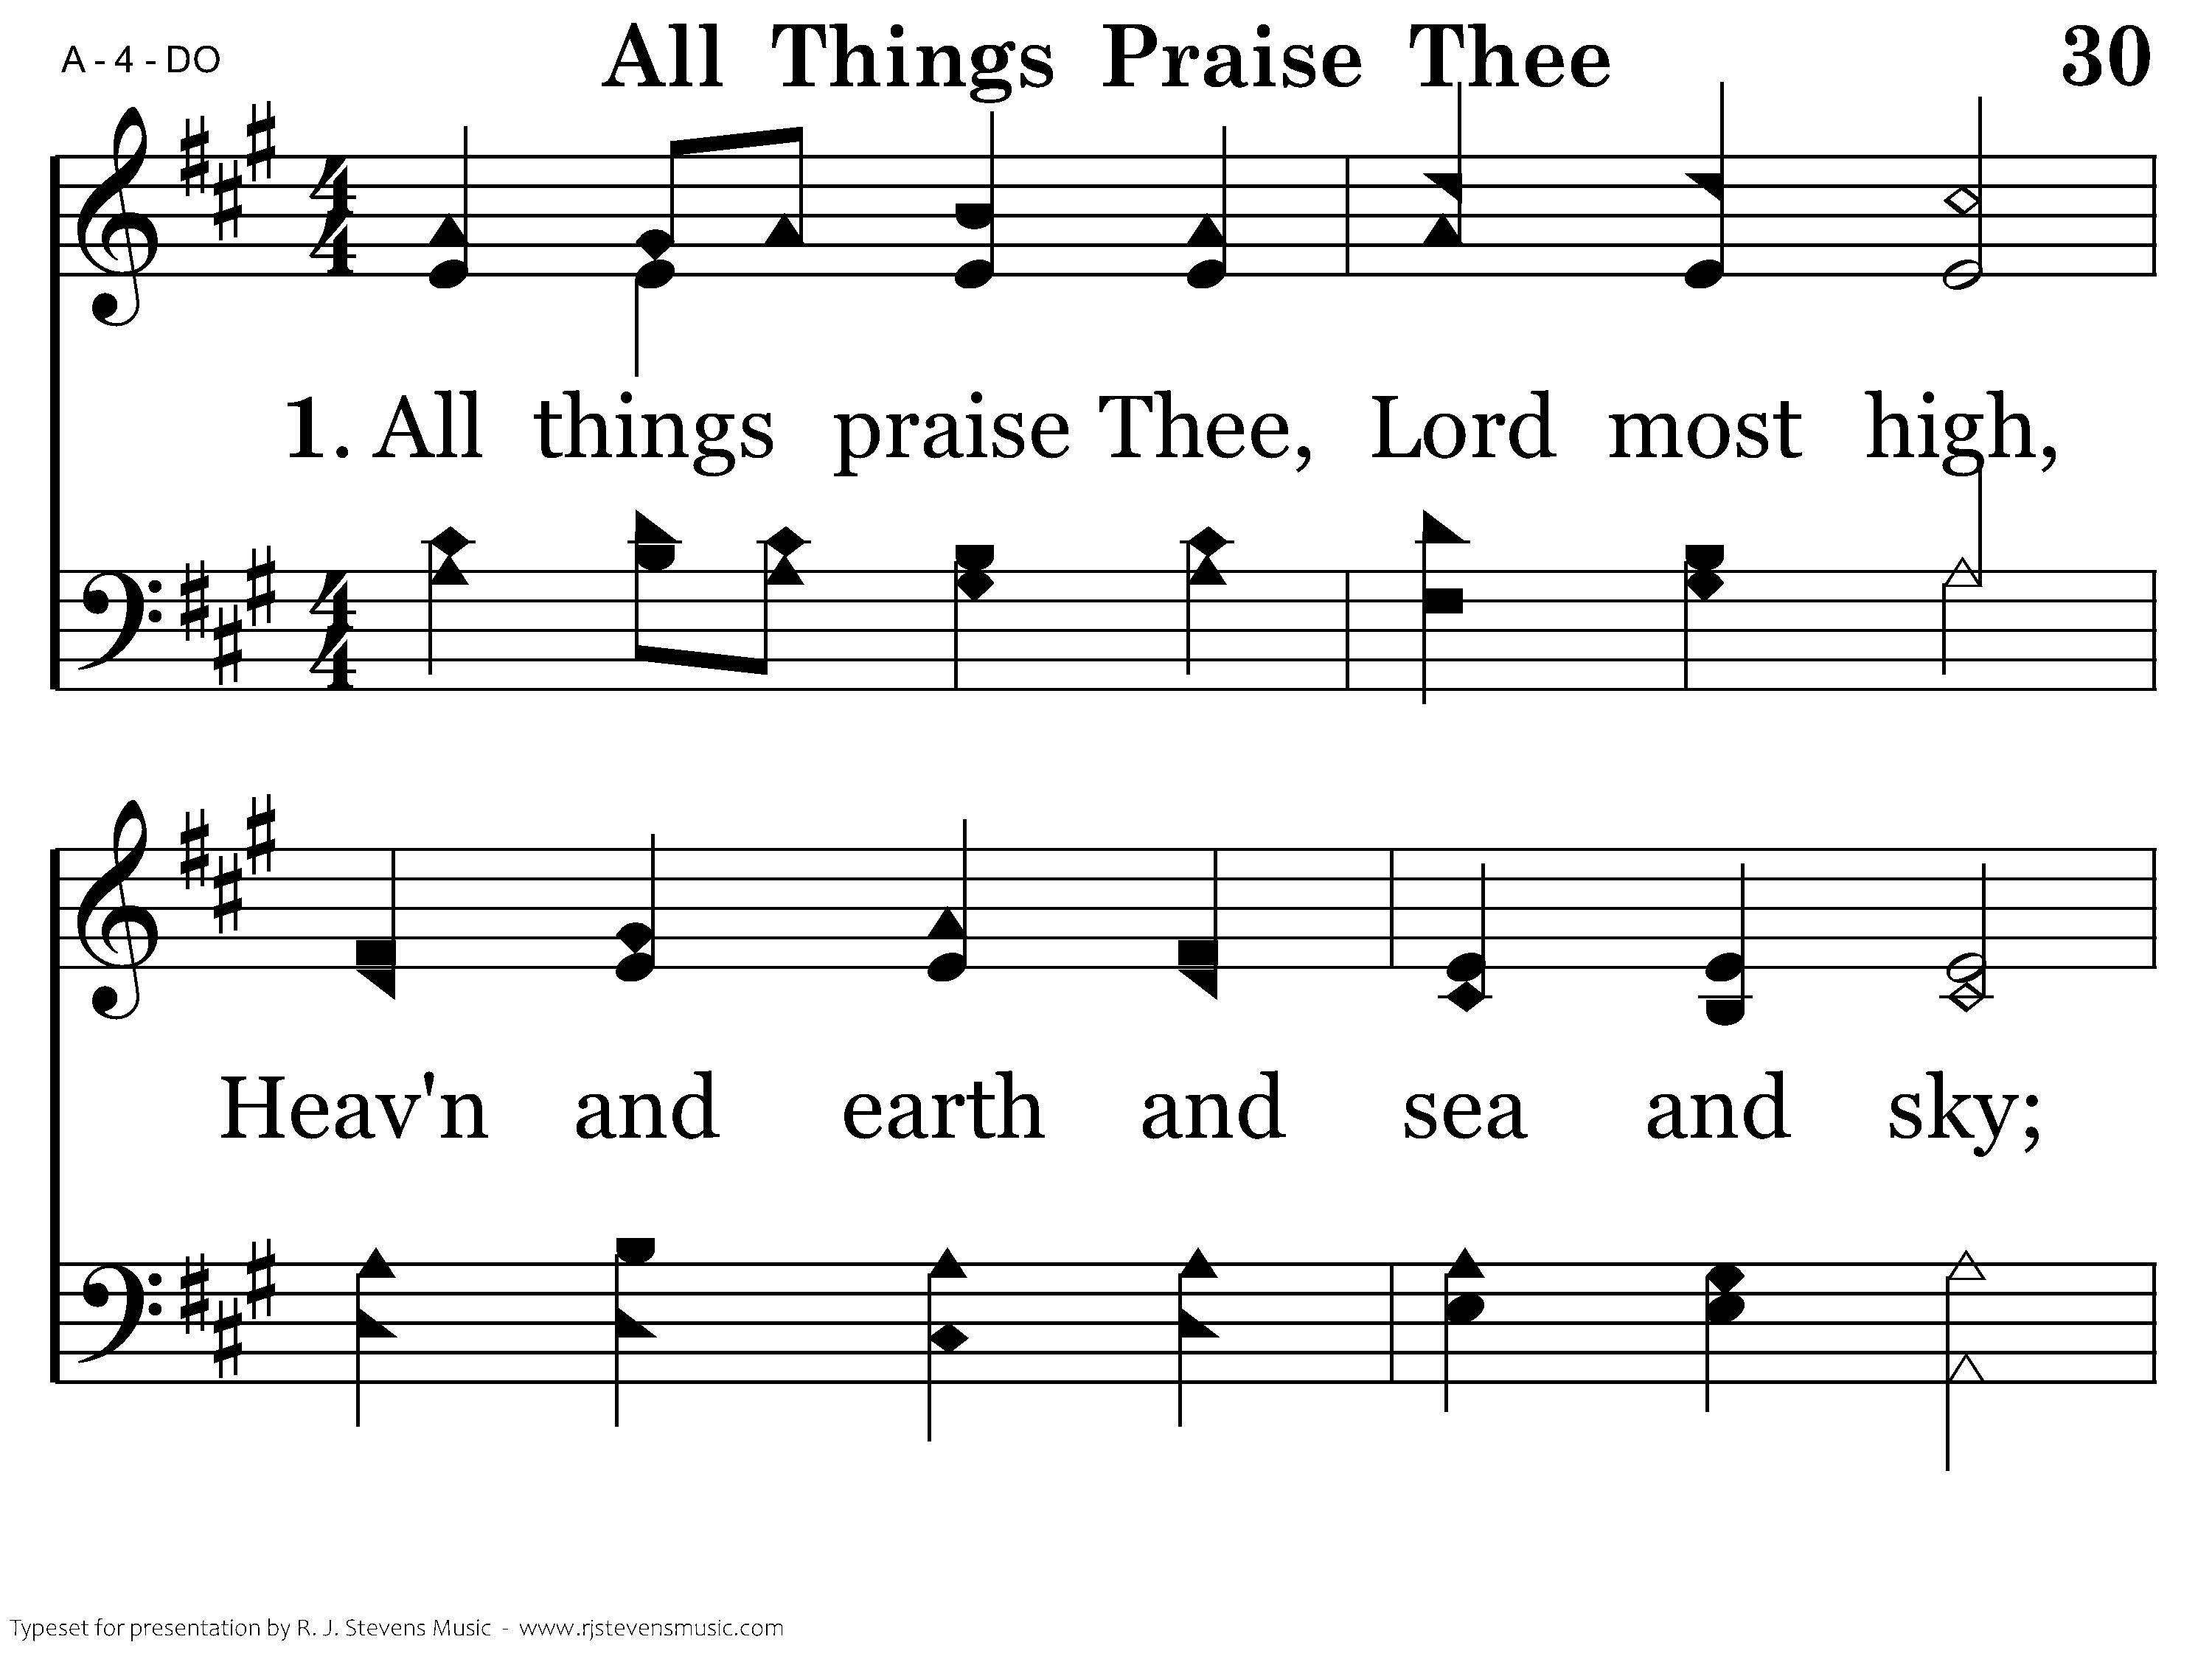 A - 4 - DO All Things Praise Thee 30
1. All things praise Thee, Lord most high,
Heav'n and earth and sea and sky;
Typeset for presentation by R. J. Stevens Music - www.rjstevensmusic.com